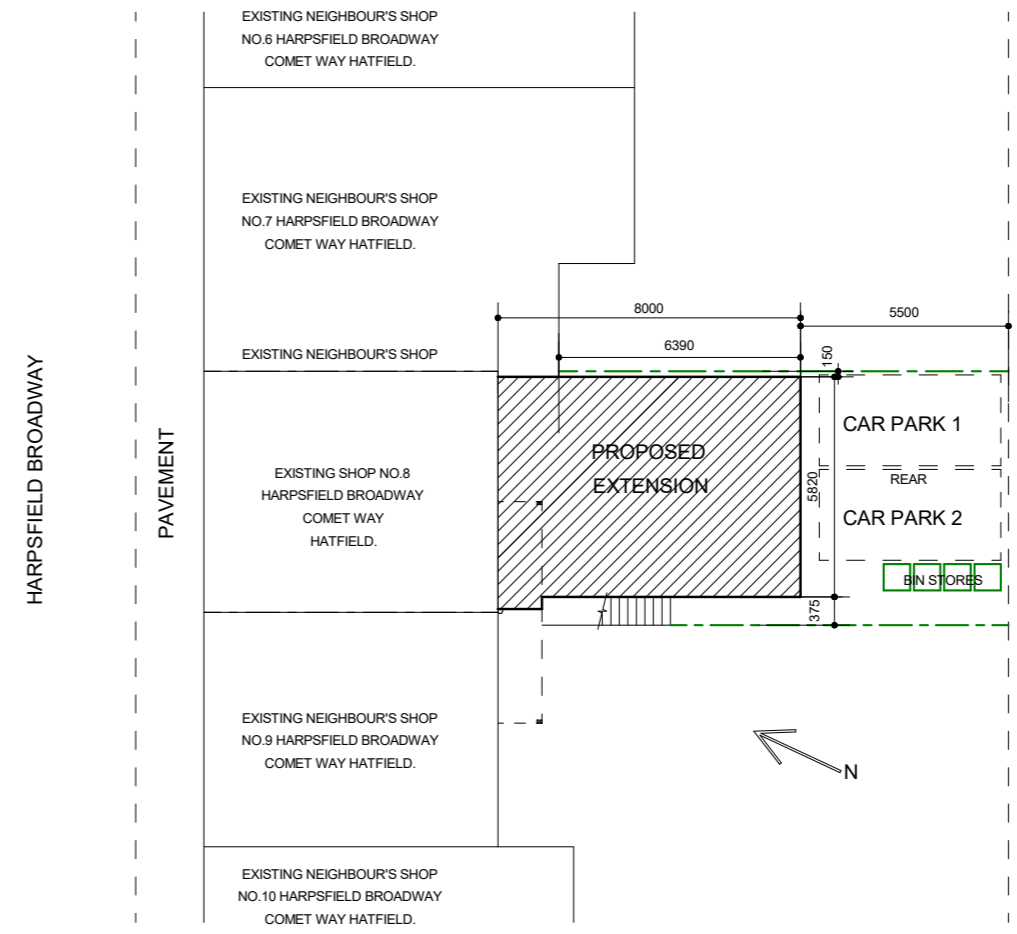 EXISTING NEIGHBOUR'S SHOP
NO.6 HARPSFIELD BROADWAY
COMET WAY HATFIELD.
EXISTING NEIGHBOUR'S SHOP
NO.7 HARPSFIELD BROADWAY
COMET WAY HATFIELD.
8000
5500
6390
150
EXISTING NEIGHBOUR'S SHOP
HARPSFIELD BROADWAY
PAVEMENT
EXISTING SHOP NO.8
HARPSFIELD BROADWAY
COMET WAY
HATFIELD.
PROPOSED
EXTENSION
5820
CAR PARK 1
REAR
CAR PARK 2
BIN STORES
375
EXISTING NEIGHBOUR'S SHOP
NO.9 HARPSFIELD BROADWAY
COMET WAY HATFIELD.
N
EXISTING NEIGHBOUR'S SHOP
NO.10 HARPSFIELD BROADWAY
COMET WAY HATFIELD.